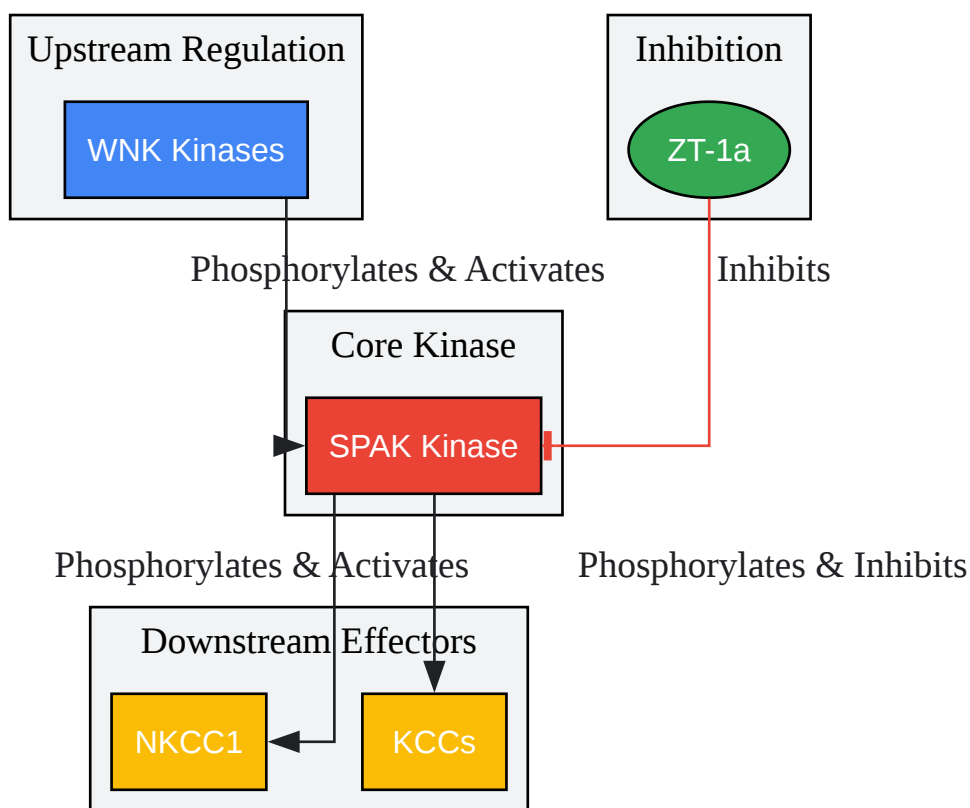 Upstream Regulation
Inhibition
WNK Kinases
ZT-1a
Phosphorylates & Activates
Inhibits
Core Kinase
SPAK Kinase
Phosphorylates & Activates
Phosphorylates & Inhibits
Downstream Effectors
NKCC1
KCCs